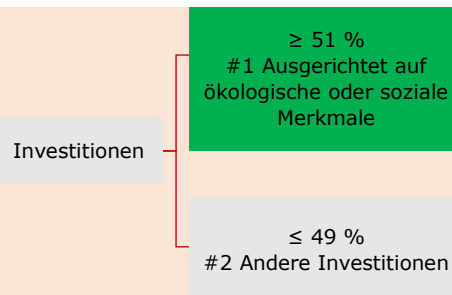 ≥ 51 %
#1 Ausgerichtet auf
ökologische oder soziale
Merkmale
Investitionen
≤ 49 %
#2 Andere Investitionen